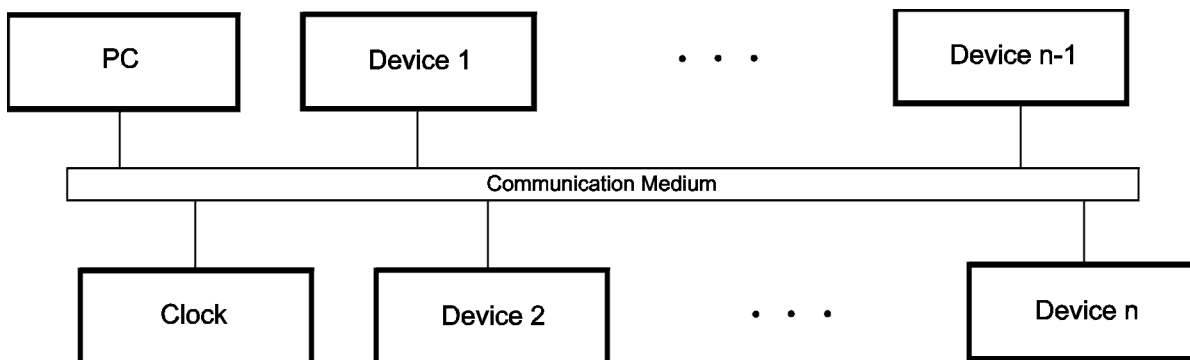 PC
Device 1
. . .
Device n-1
Communication Medium
Clock
Device 2
. . .
Device n